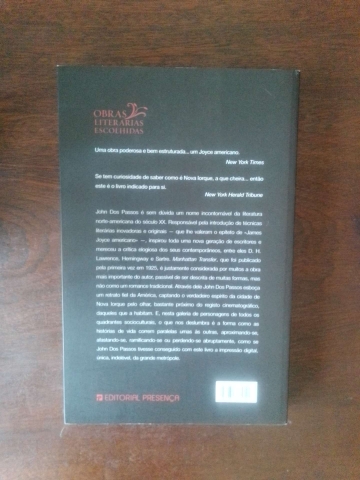 OBRAS
LITERÁRIAS
ESCOLHIDAS
Uma obra poderosa e bem estruturada... um Joyce americano.
New York Times
Se tem curiosidade de saber como é Nova Iorque, a que cheira... então
este é o livro indicado para si.
New York Herald Tribune
John Dos Passos é sem dúvida um nome incontornável da literatura
norte-americana do século XX. Responsável pela introdução de técnicas
literárias inovadoras e originais — que lhe valeram o epíteto de «James
Joyce americano» —, inspirou toda uma nova geração de escritores e
mereceu a crítica elogiosa dos seus contemporâneos, entre eles D. H.
Lawrence, Hemingway e Sartre. Manhattan Transfer, que foi publicado
pela primeira vez em 1925, é justamente considerada por muitos a obra
mais importante do autor, passível de ser descrita de muitas formas, mas
não como um romance tradicional. Através dele John Dos Passos esboça
um retrato fiel da América, captando o verdadeiro espírito da cidade de
Nova Iorque pelo olhar, bastante próximo do registo cinematográfico,
daqueles que a habitam. E, nesta galeria de personagens de todos os
quadrantes socioculturais, o que nos deslumbra é a forma como as
histórias de vida correm paralelas umas às outras, aproximando-se,
afastando-se, ramificando-se ou perdendo-se abruptamente, como se
John Dos Passos tivesse conseguido com este livro a impressão digital,
única, indelével, da grande metrópole.
EDITORIAL PRESENÇA